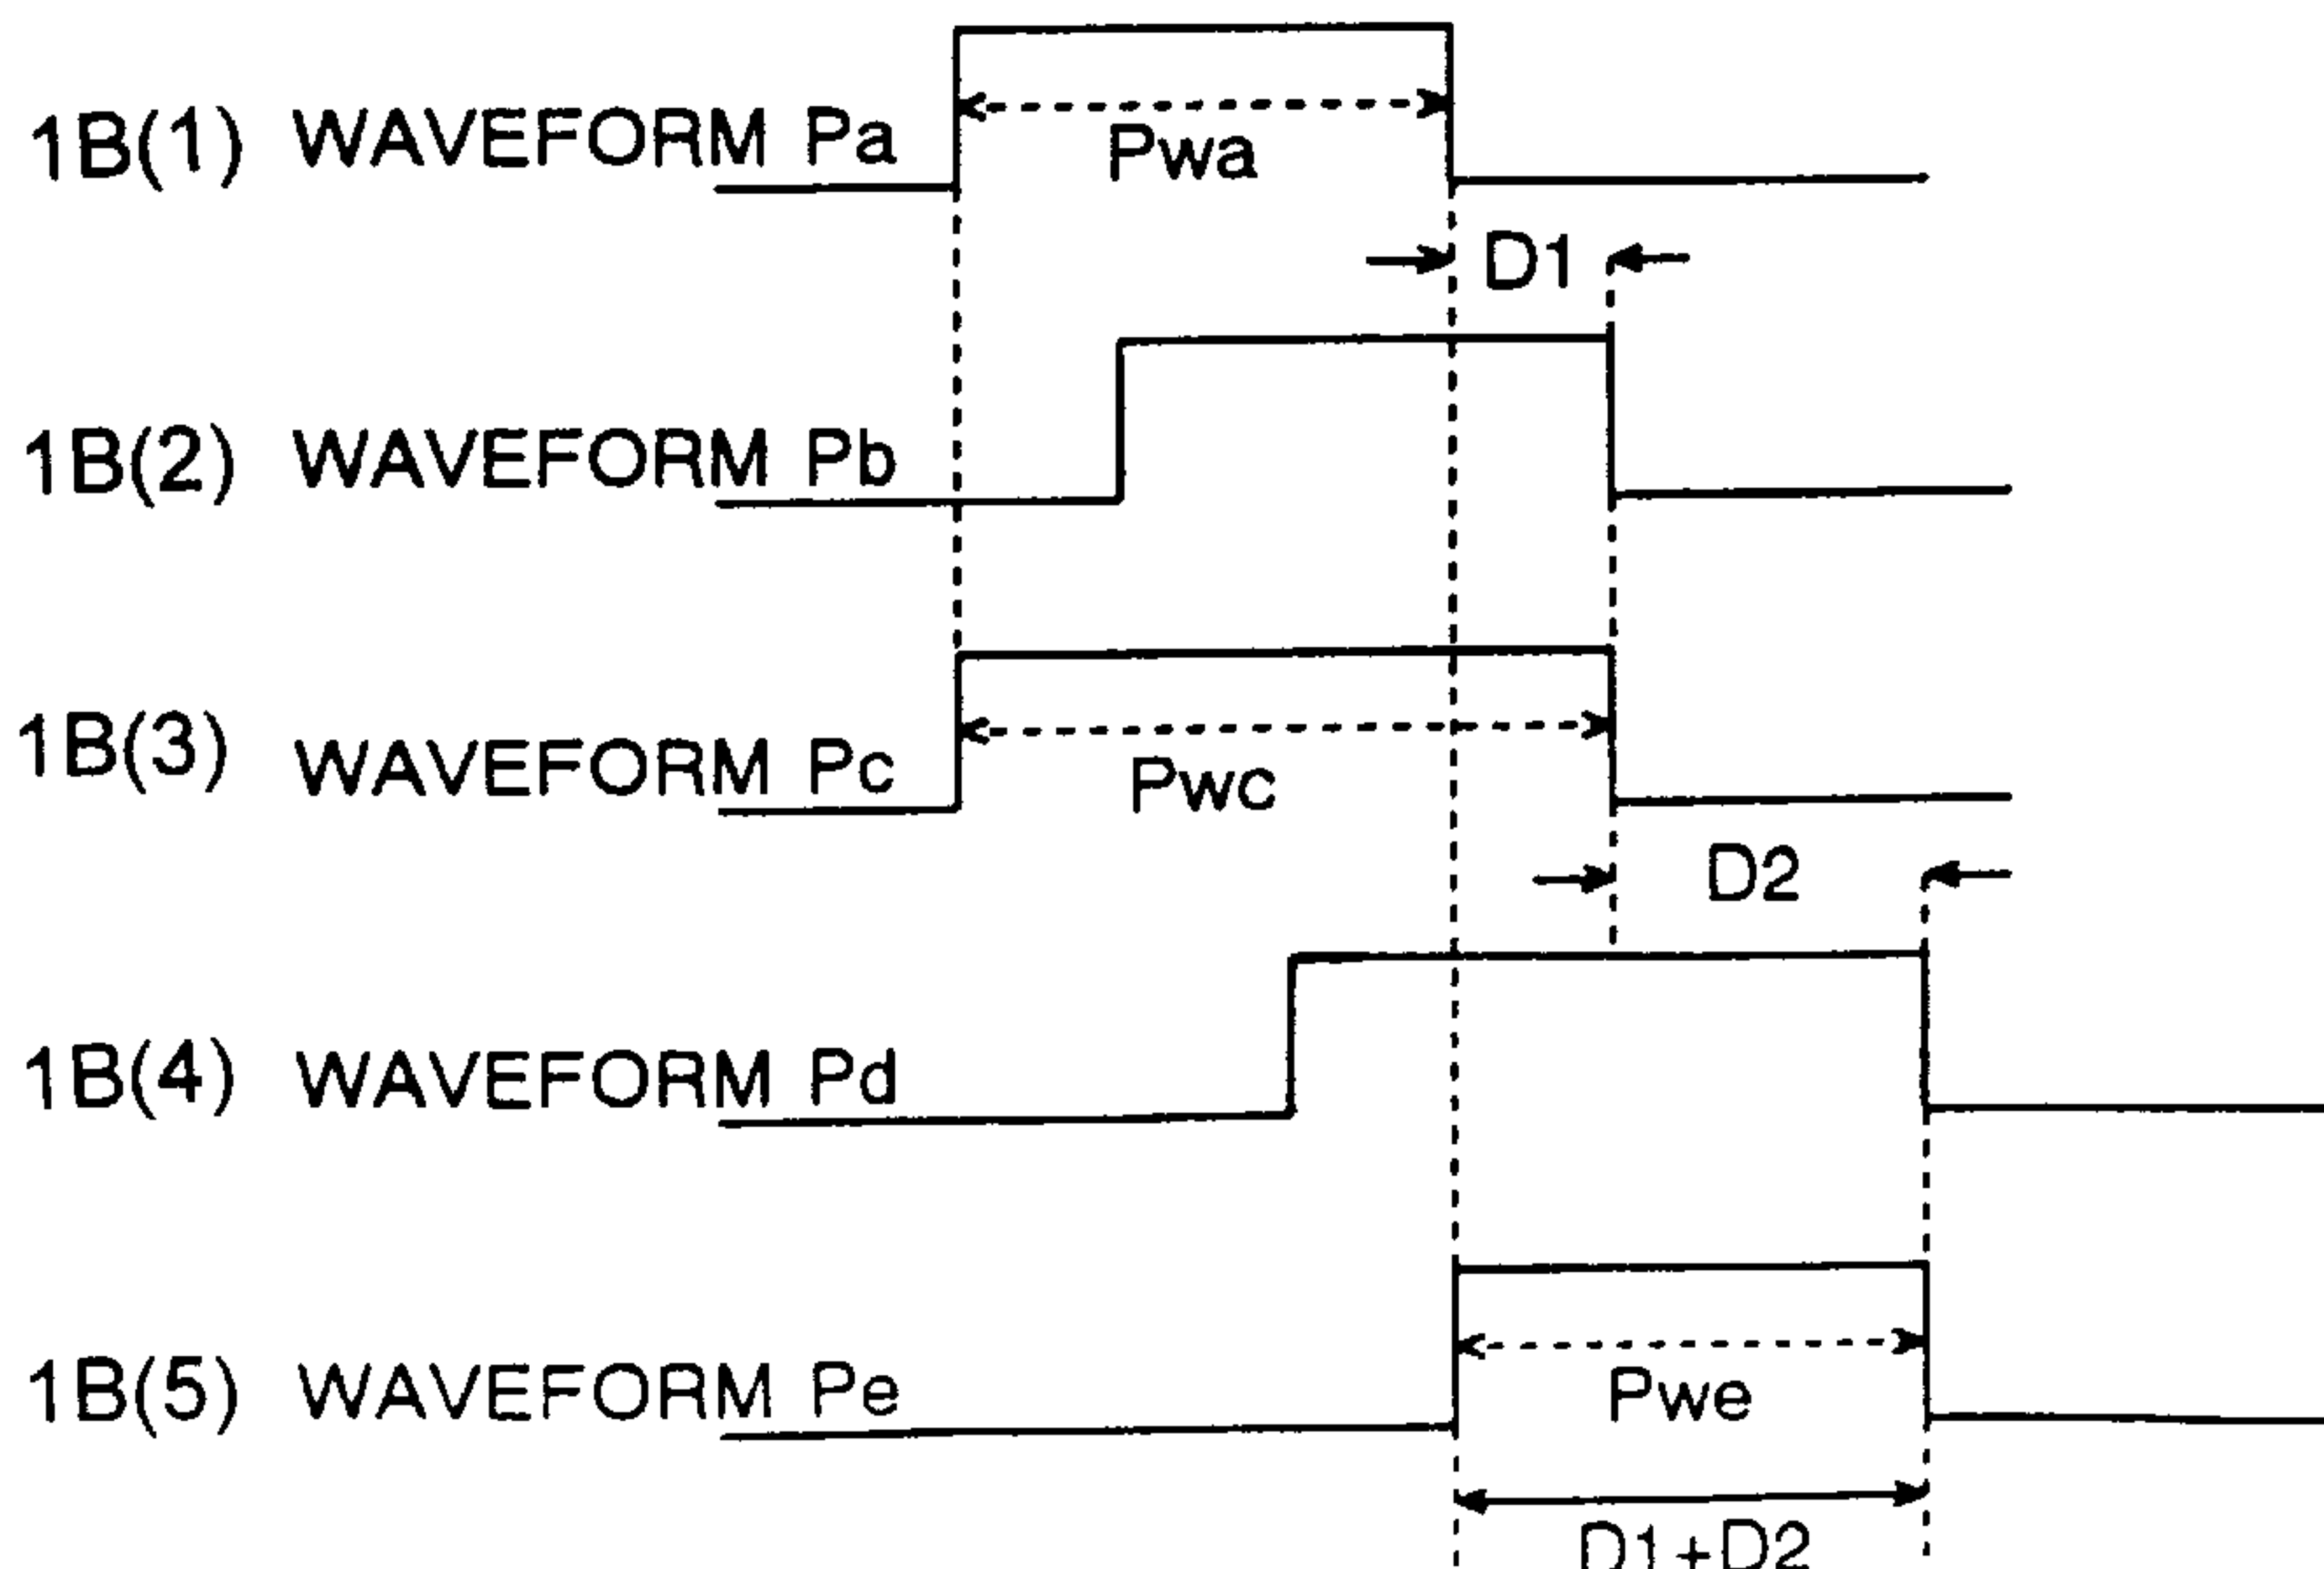 1B(1) WAVEFORM Pa
Pwa
D1
1B(2) WAVEFORM Pb
1B(3) WAVEFORM Pc
Pwc
D2
1B(4) WAVEFORM Pd
1B(5) WAVEFORM Pe
Pwe
D1+D2